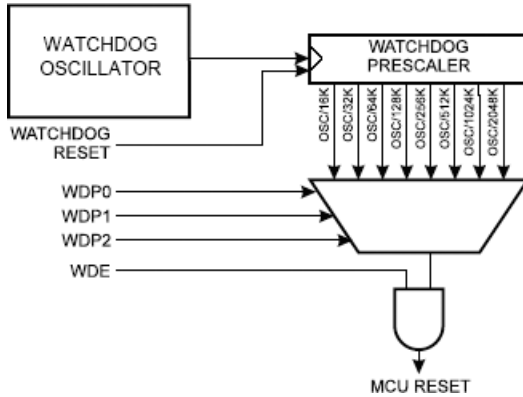 WATCHDOG
OSCILLATOR
WATCHDOG
PRESCALER
WATCHDOG
RESET
OSC/16K
OSC/32K
OSC/64K
OSC/128K
OSC/256K
OSC/512K
OSC/1024K
OSC/2048K
WDP0
WDP1
WDP2
WDE
MCU RESET